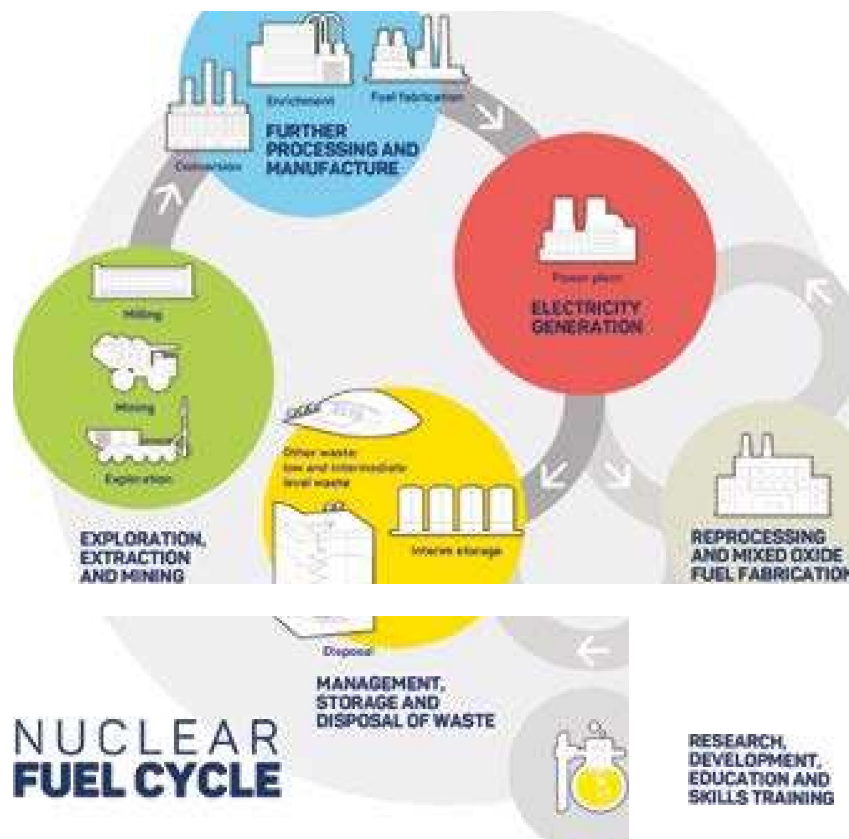 Enrichment
Fuel fabrication
FURTHER
PROCESSING AND
MANUFACTURE
Conversion
Power plant
ELECTRICITY
GENERATION
Milling
Mining
Exploration
EXPLORATION,
EXTRACTION
AND MINING
Other waste:
low and intermediate
level waste
Interim storage
REPROCESSING
AND MIXED OXIDE
FUEL FABRICATION
Disposal
MANAGEMENT,
STORAGE AND
DISPOSAL OF WASTE
NUCLEAR
FUEL CYCLE
RESEARCH,
DEVELOPMENT,
EDUCATION AND
SKILLS TRAINING